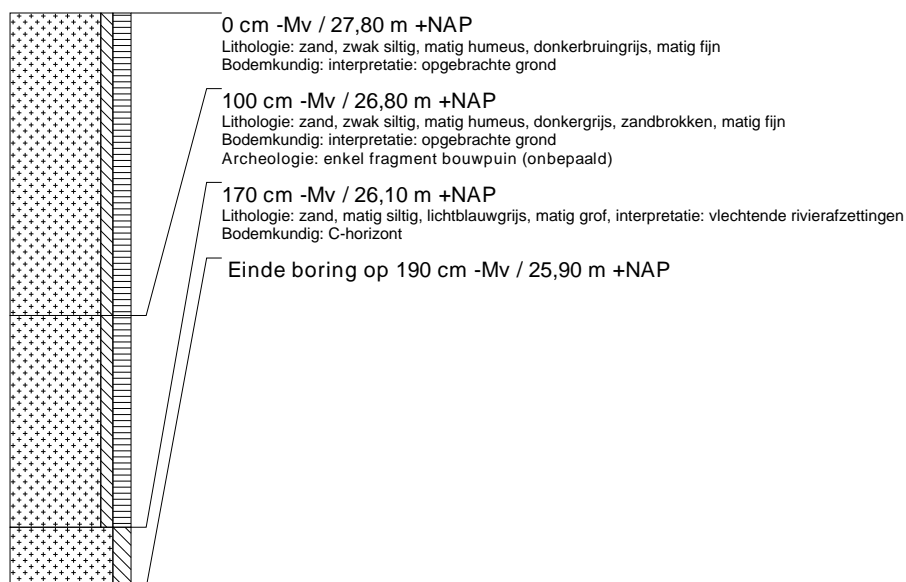 0 cm -Mv / 27,80 m +NAP
Lithologie: zand, zwak siltig, matig humeus, donkerbruingrijs, matig fijn
Bodemkundig: interpretatie: opgebrachte grond
100 cm -Mv / 26,80 m +NAP
Lithologie: zand, zwak siltig, matig humeus, donkergrijs, zandbrokken, matig fijn
Bodemkundig: interpretatie: opgebrachte grond
Archeologie: enkel fragment bouwpuin (onbepaald)
170 cm -Mv / 26,10 m +NAP
Lithologie: zand, matig siltig, lichtblauwgrijs, matig grof, interpretatie: vlechtende rivierafzettingen
Bodemkundig: C-horizont
Einde boring op 190 cm -Mv / 25,90 m +NAP